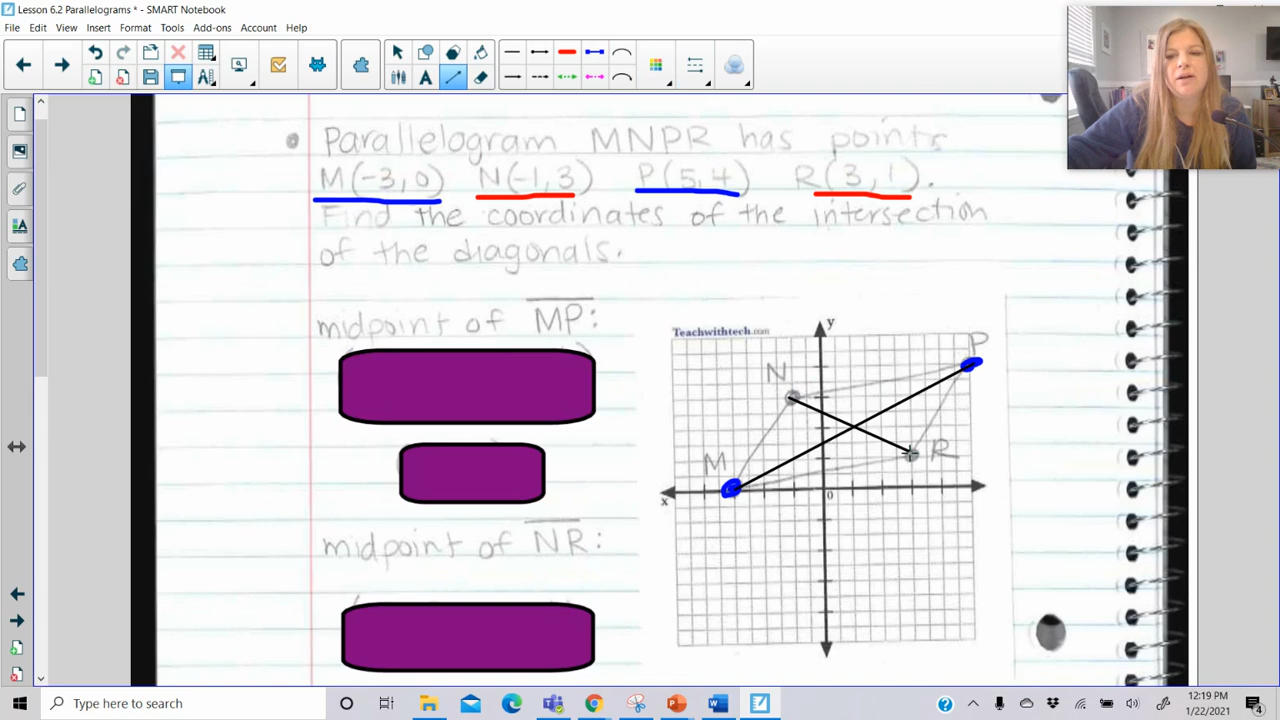 Lesson 6.2 Parallelograms * - SMART Notebook
File Edit View Insert Format Tools Add-ons Account Help
Parallelogram MNPR has points
M(-3,0) N(-1,3) P(5,4) R(3,1).
Find the coordinates of the intersection
of the diagonals.
midpoint of MP:
midpoint of NR:
Teachwithtech.com
y
P
N
M
R
x
0
Type here to search
12:19 PM
1/22/2021
4